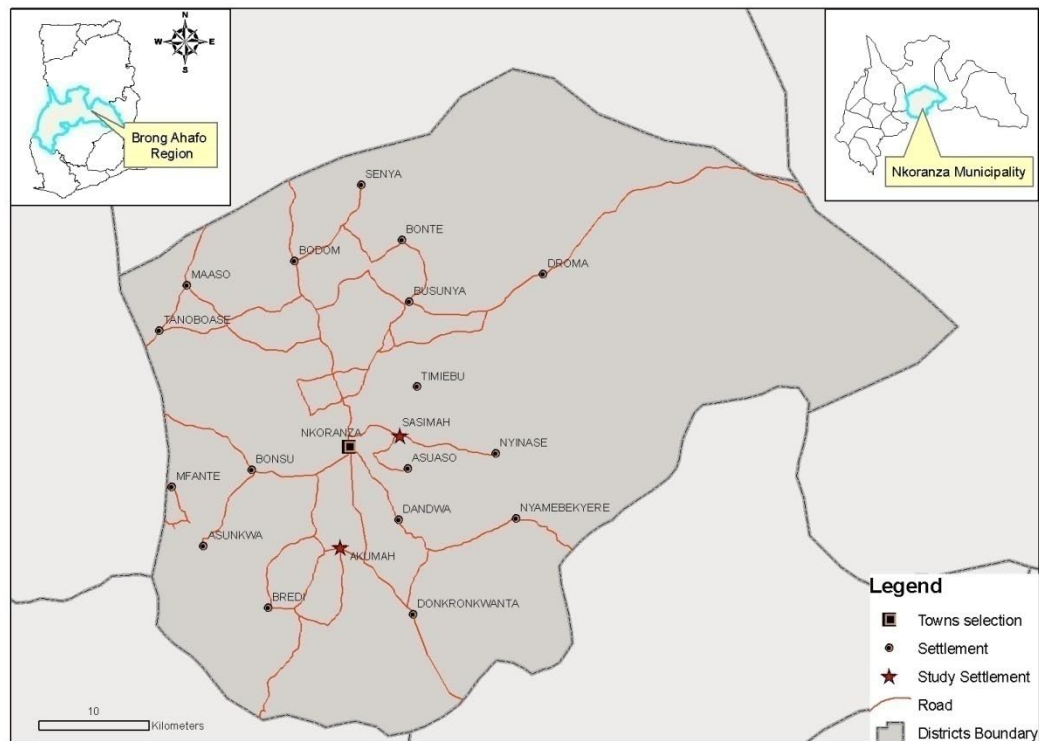 N
W
E
S
Brong Ahafo
Region
Nkoranza Municipality
SENYA
BONTE
BODOM
DROMA
MAASO
BUSUNYA
TANOBOASE
TIMIEBU
SASIMAH
NKORANZA
NYINASE
BONSU
ASUASO
MFANTE
DANDWA
NYAMEBEKYERE
ASUNKWA
AKUMAH
BREDI
DONKRONKWANTA
10
Kilometers
Legend
Towns selection
Settlement
Study Settlement
Road
Districts Boundary